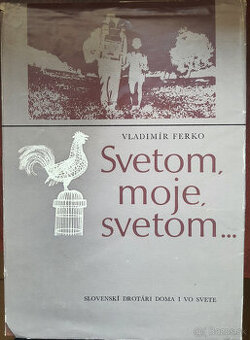 VLADIMÍR FERKO
Svetom,
moje,
svetom...
SLOVENSKÍ DROTÁRI DOMA I VO SVETE